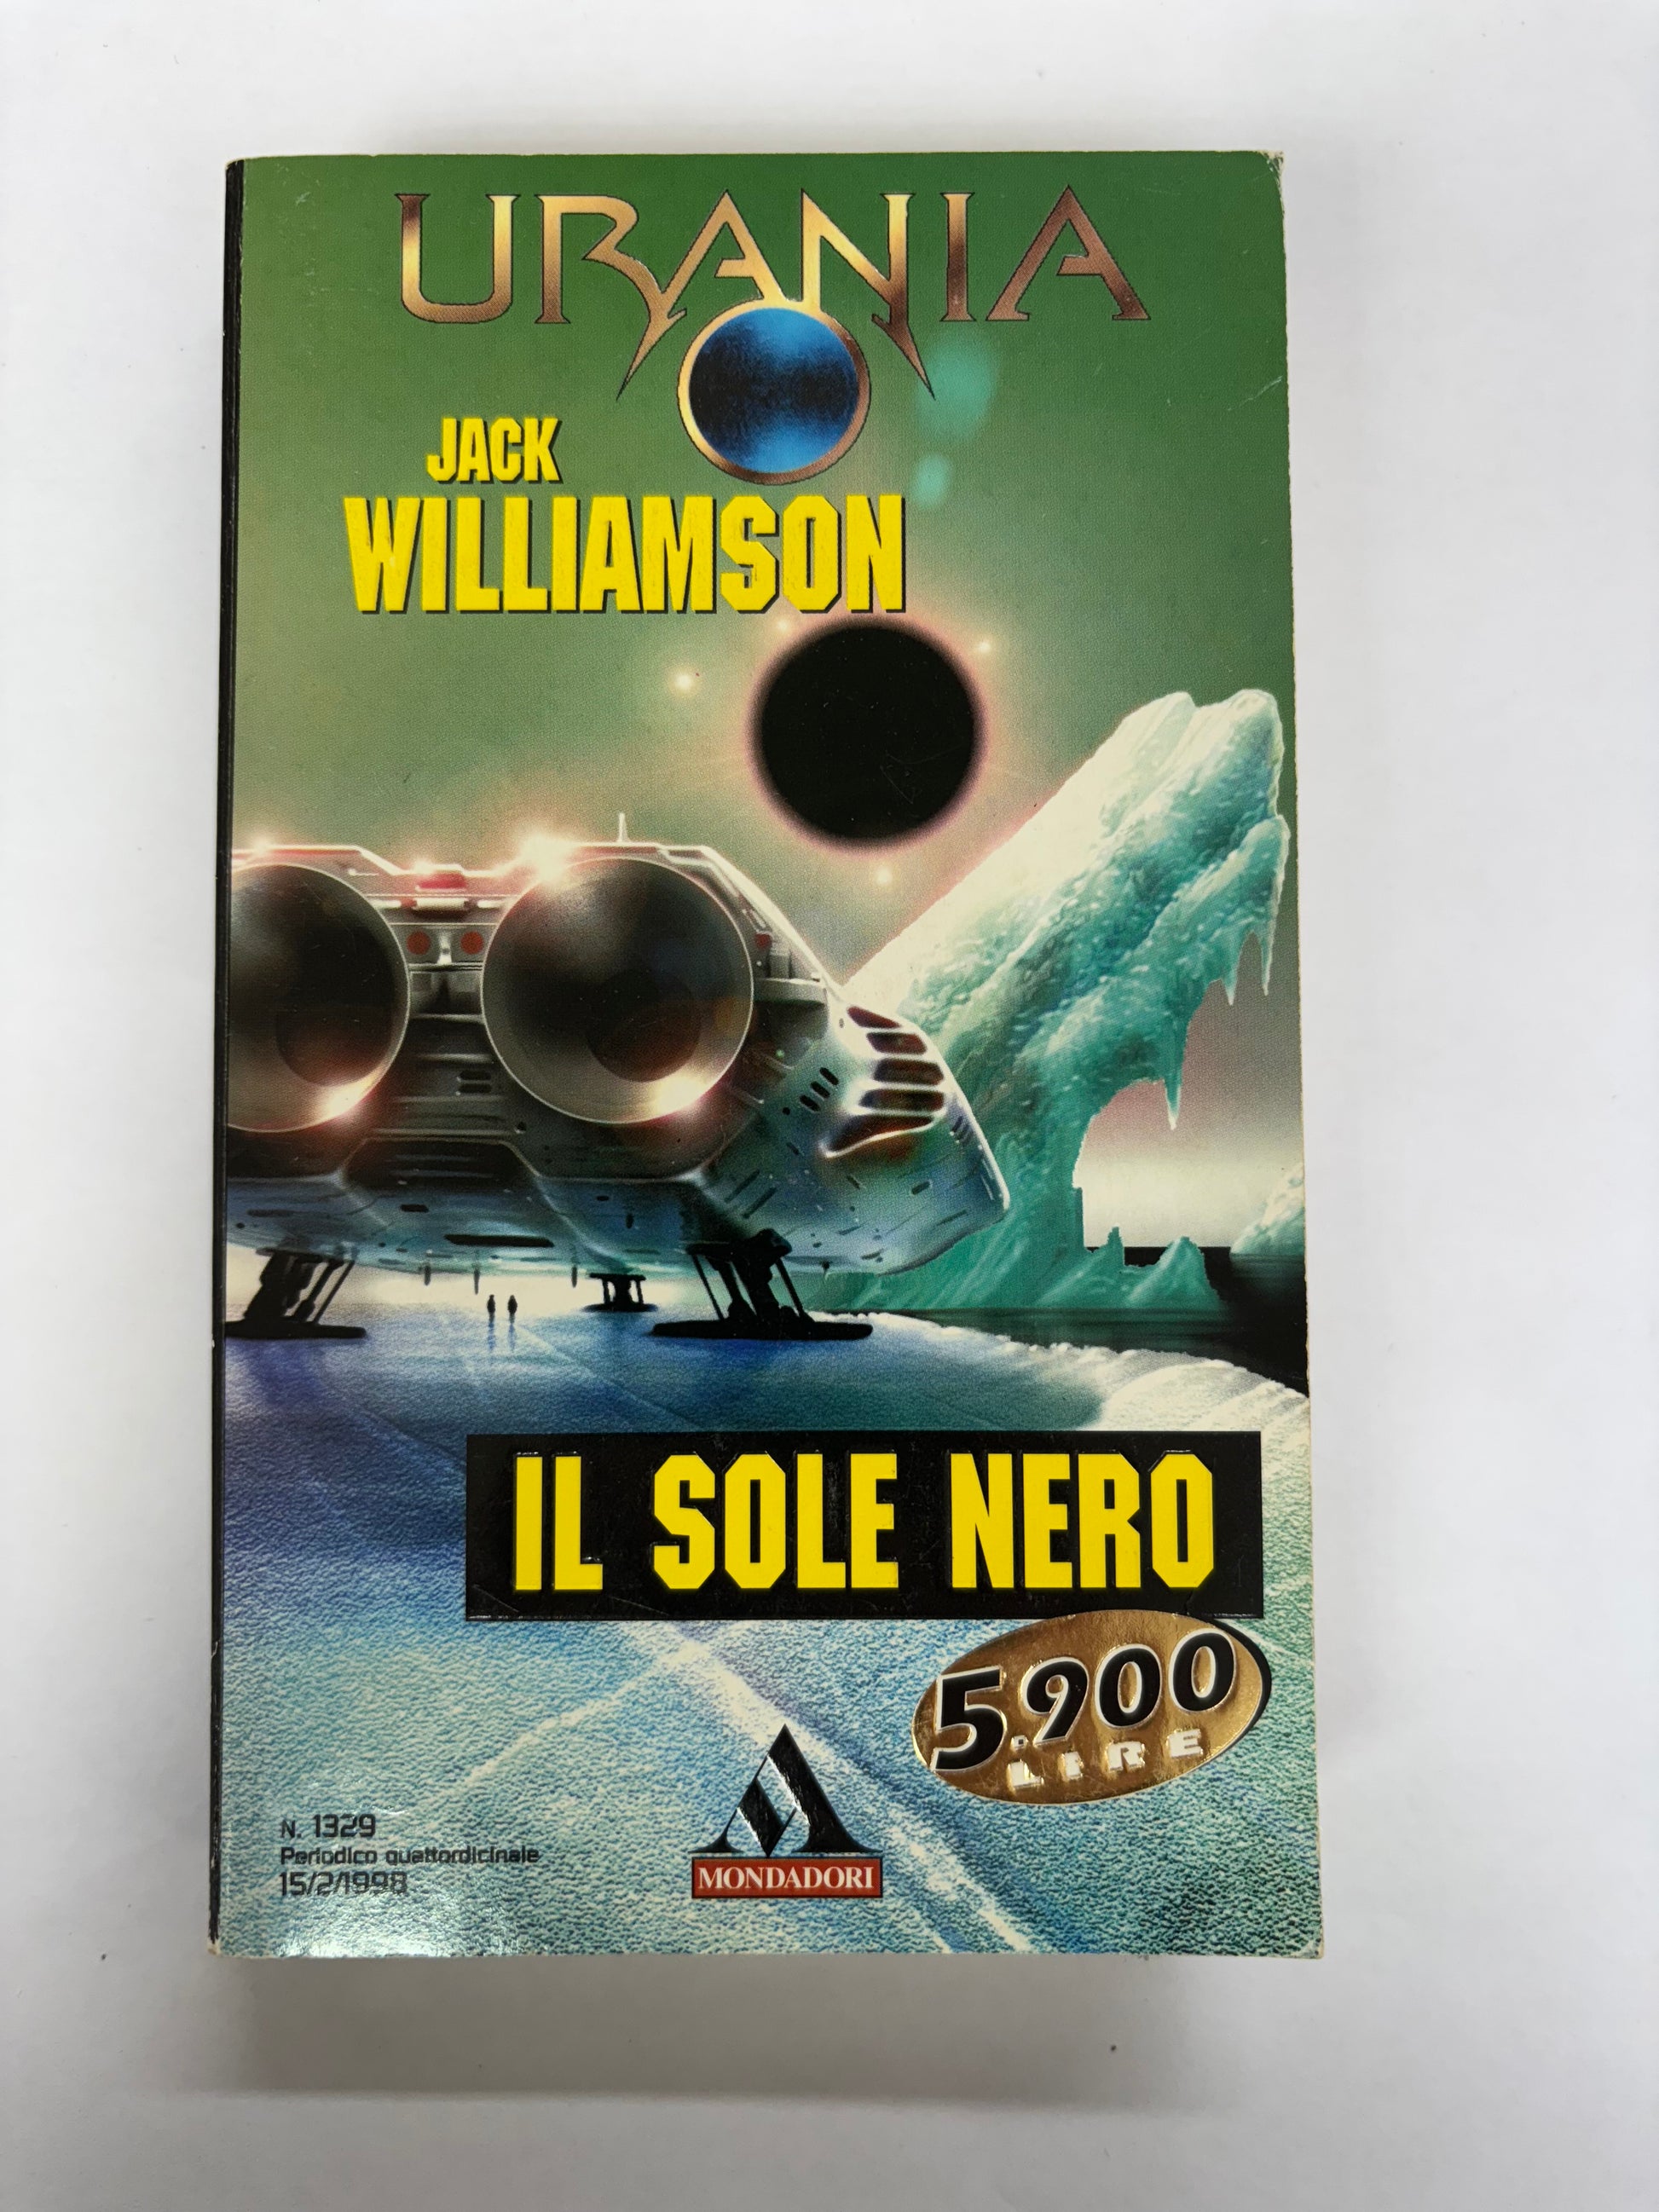 URANIA
JACK
WILLIAMSON
IL SOLE NERO
5.900
LIRE
N. 1329
Periodico quattordicinale
15/2/1998
MONDADORI